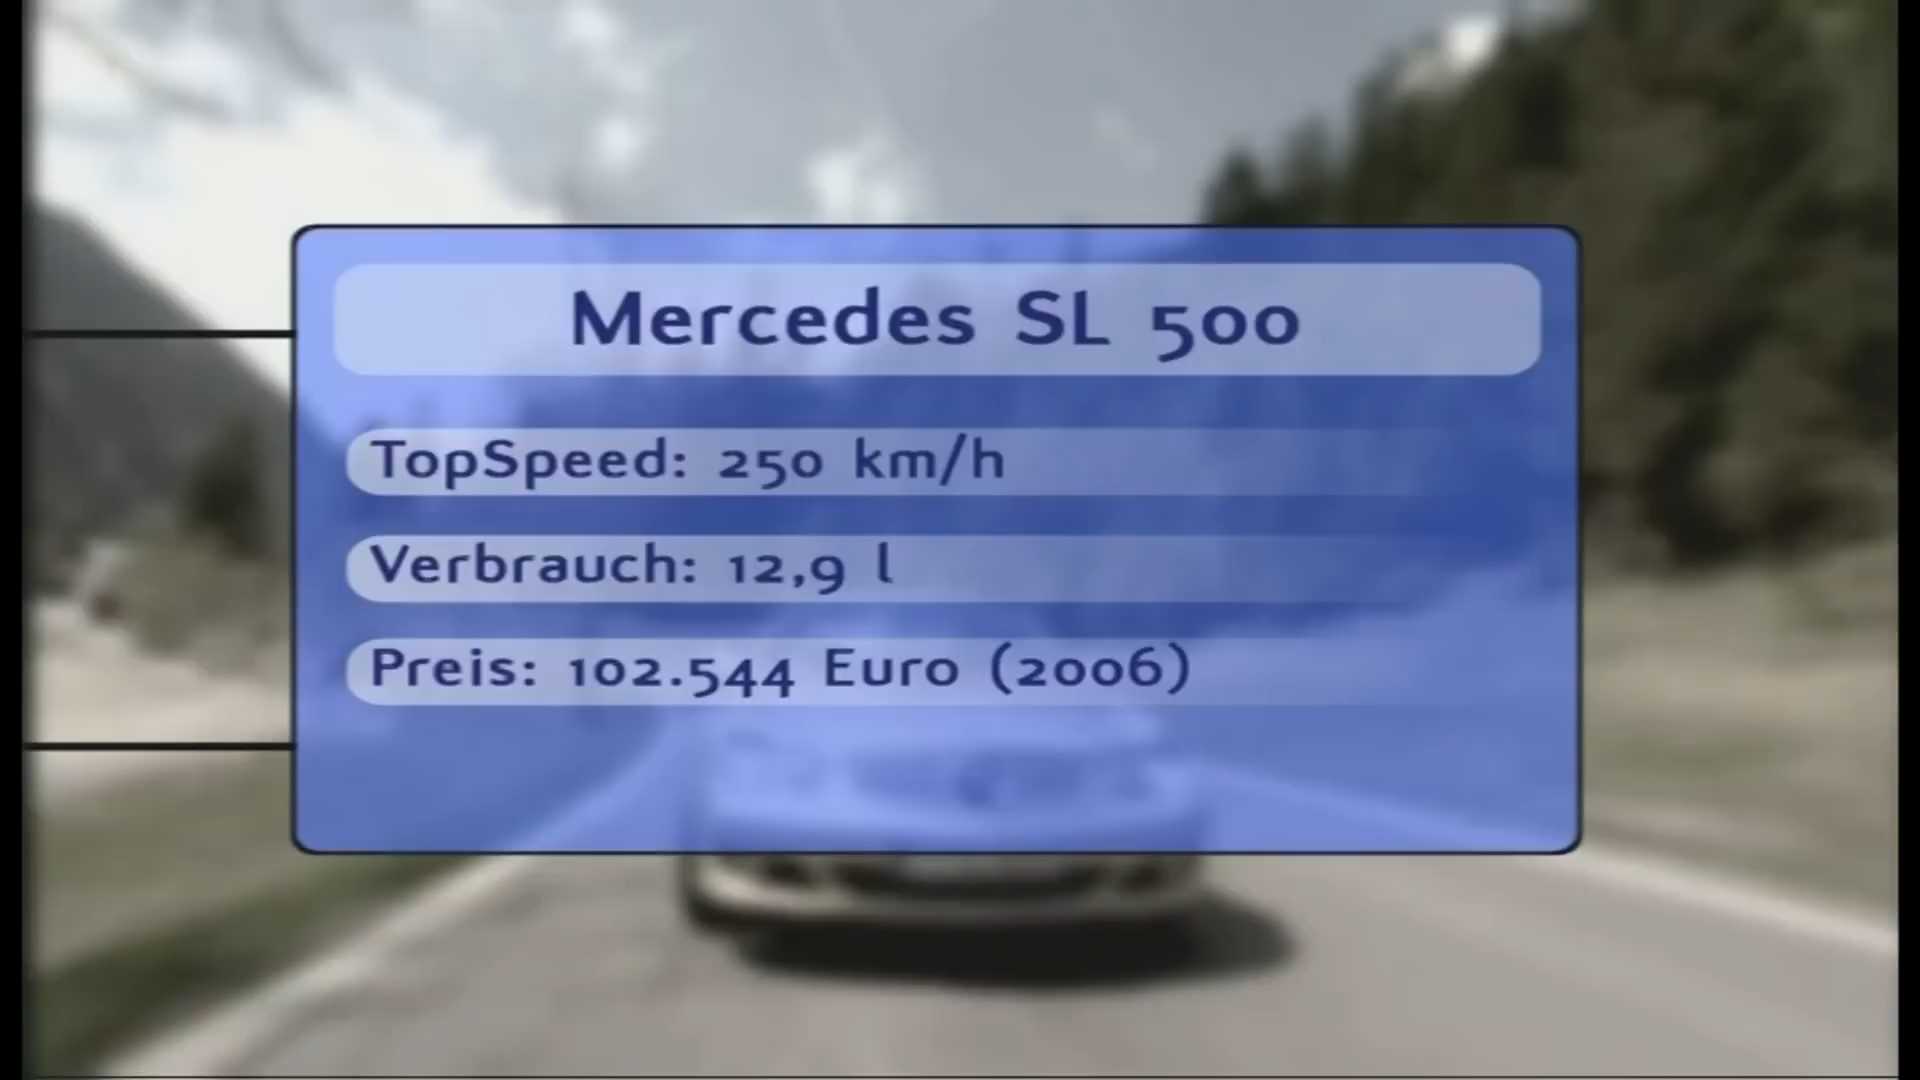 Mercedes SL 500
TopSpeed: 250 km/h
Verbrauch: 12,9 l
Preis: 102.544 Euro (2006)